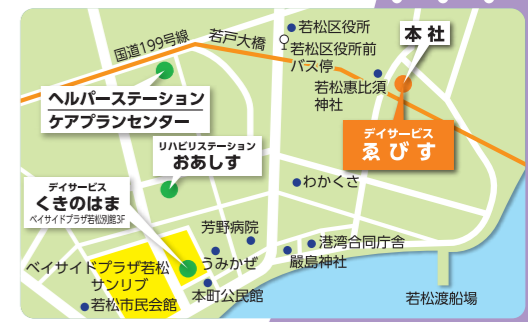 国道199号線
若戸大橋
若松区役所
若松区役所前
バス停
本社
若松恵比須
神社
ヘルパーステーション
ケアプランセンター
デイサービス
ゑびす
リハビリステーション
おあしす
わかくさ
デイサービス
くきのはま
ベイサイドプラザ若松別館3F
芳野病院
うみかぜ
港湾合同庁舎
嚴島神社
ベイサイドプラザ若松
サンリブ
本町公民館
若松市民会館
若松渡船場